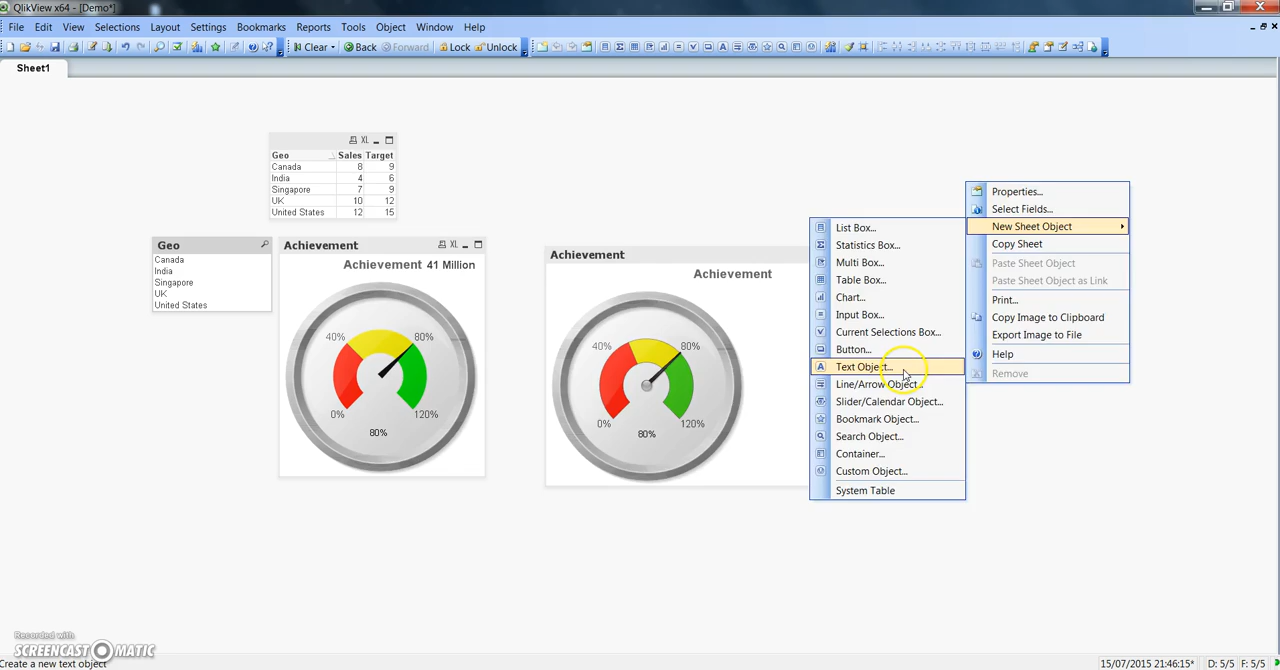 QlikView x64 - [Demo*]
File Edit View Selections Layout Settings Bookmarks Reports Tools Object Window Help
Clear Back Forward Lock Unlock
Sheet1
XL
Geo Sales Target
Canada 8 9
India 4 6
Singapore 7 9
UK 10 12
United States 12 15
Geo
Canada
India
Singapore
UK
United States
Achievement XL
Achievement 41 Million
40% 80%
0% 120%
80%
Achievement
Achievement
40% 80%
0% 120%
80%
List Box...
Statistics Box...
Multi Box...
Table Box...
Chart...
Input Box...
Current Selections Box...
Button...
Text Object...
Line/Arrow Object...
Slider/Calendar Object...
Bookmark Object...
Search Object...
Container...
Custom Object...
System Table
Properties...
Select Fields...
New Sheet Object
Copy Sheet
Paste Sheet Object
Paste Sheet Object as Link
Print...
Copy Image to Clipboard
Export Image to File
Help
Remove
Recorded with
SCREENCAST MATIC
Create a new text object
15/07/2015 21:46:15* D: 5/5 F: 5/5